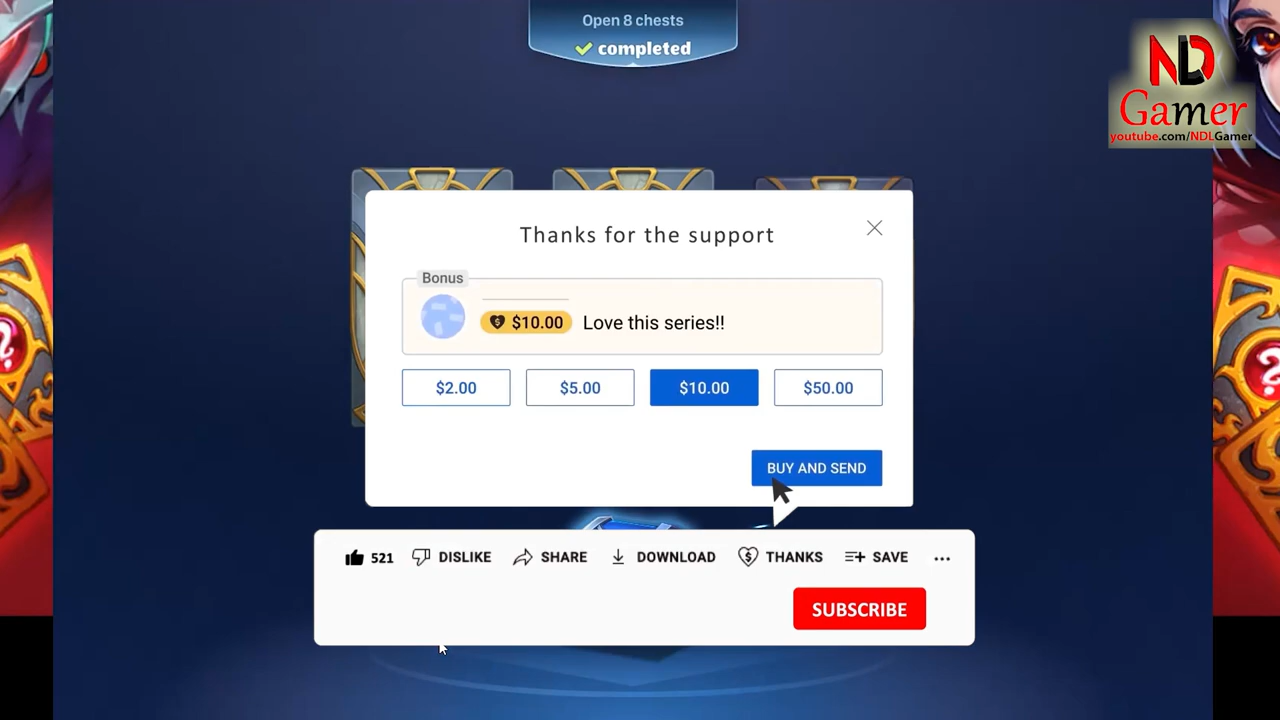 Open 8 chests
completed
ND
Gamer
youtube.com/NDLGamer
Thanks for the support
Bonus
$10.00 Love this series!!
$2.00 $5.00 $10.00 $50.00
BUY AND SEND
521 DISLIKE SHARE DOWNLOAD THANKS SAVE ...
SUBSCRIBE
? ?